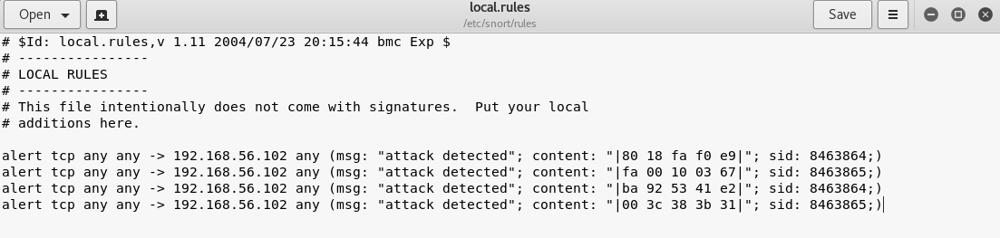 Open
local.rules
/etc/snort/rules
Save
# $Id: local.rules,v 1.11 2004/07/23 20:15:44 bmc Exp $
# ----------------
# LOCAL RULES
# ----------------
# This file intentionally does not come with signatures.  Put your local
# additions here.
alert tcp any any -> 192.168.56.102 any (msg: "attack detected"; content: "|80 18 fa f0 e9|"; sid: 8463864;)
alert tcp any any -> 192.168.56.102 any (msg: "attack detected"; content: "|fa 00 10 03 67|"; sid: 8463865;)
alert tcp any any -> 192.168.56.102 any (msg: "attack detected"; content: "|ba 92 53 41 e2|"; sid: 8463864;)
alert tcp any any -> 192.168.56.102 any (msg: "attack detected"; content: "|00 3c 38 3b 31|"; sid: 8463865;)